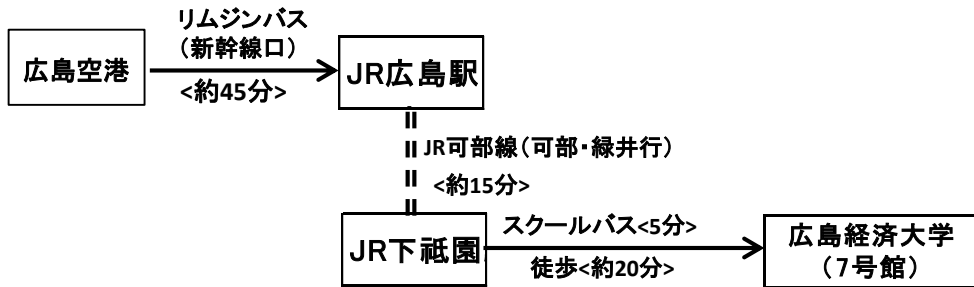 リムジンバス
(新幹線口)
広島空港
<約45分>
JR広島駅
JR可部線(可部・緑井行)
<約15分>
JR下祗園
スクールバス<5分>
徒歩<約20分>
広島経済大学
(7号館)